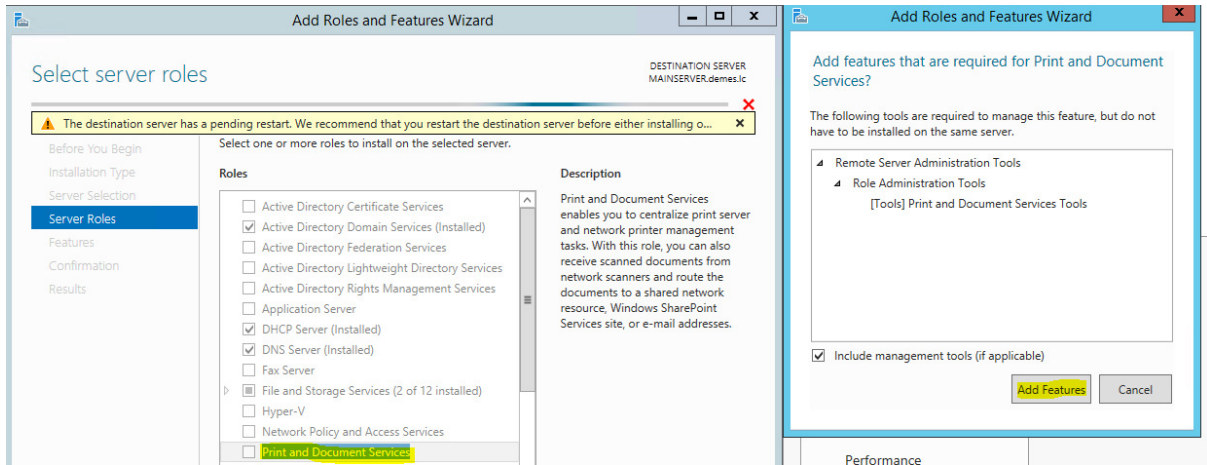 Add Roles and Features Wizard
Select server roles
DESTINATION SERVER
MAINSERVER.demes.lc
The destination server has a pending restart. We recommend that you restart the destination server before either installing o...
Before You Begin
Installation Type
Server Selection
Server Roles
Features
Confirmation
Results
Select one or more roles to install on the selected server.
Roles
Active Directory Certificate Services
Active Directory Domain Services (Installed)
Active Directory Federation Services
Active Directory Lightweight Directory Services
Active Directory Rights Management Services
Application Server
DHCP Server (Installed)
DNS Server (Installed)
Fax Server
File and Storage Services (2 of 12 installed)
Hyper-V
Network Policy and Access Services
Print and Document Services
Description
Print and Document Services
enables you to centralize print server
and network printer management
tasks. With this role, you can also
receive scanned documents from
network scanners and route the
documents to a shared network
resource, Windows SharePoint
Services site, or e-mail addresses.
Add Roles and Features Wizard
Add features that are required for Print and Document
Services?
The following tools are required to manage this feature, but do not
have to be installed on the same server.
Remote Server Administration Tools
Role Administration Tools
[Tools] Print and Document Services Tools
Include management tools (if applicable)
Add Features
Cancel
Performance